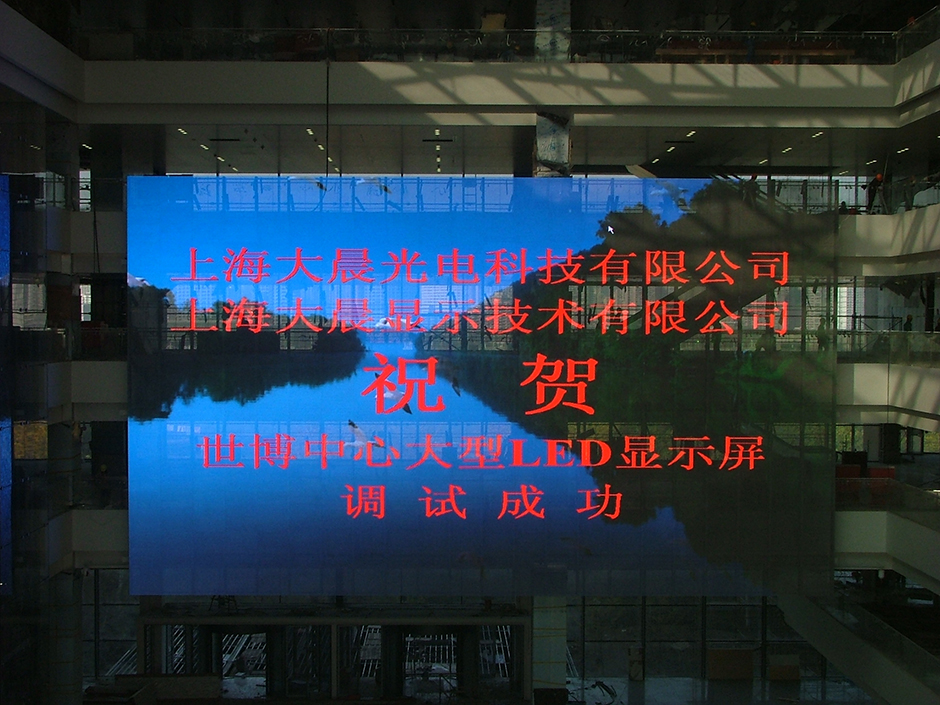 上海大晨光电科技有限公司
上海大晨显示技术有限公司
祝 贺
世博中心大型LED显示屏
调 试 成 功